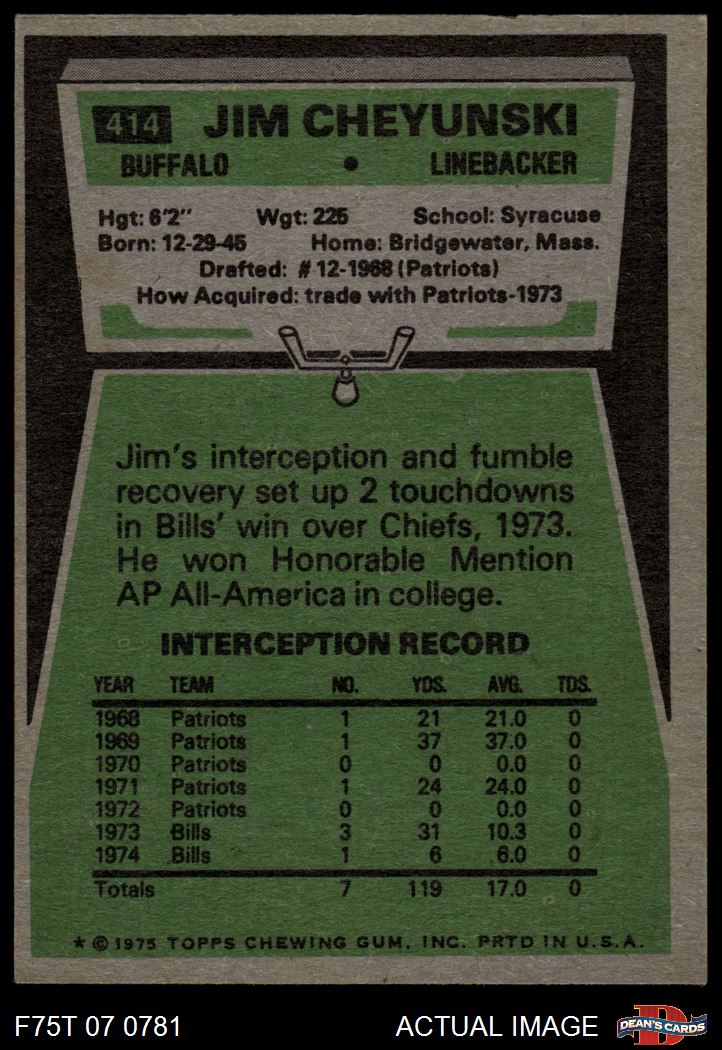 414 JIM CHEYUNSKI
BUFFALO • LINEBACKER
Hgt: 6'2" Wgt: 225 School: Syracuse
Born: 12-29-45 Home: Bridgewater, Mass.
Drafted: #12-1968 (Patriots)
How Acquired: trade with Patriots-1973
Jim's interception and fumble
recovery set up 2 touchdowns
in Bills' win over Chiefs, 1973.
He won Honorable Mention
AP All-America in college.
INTERCEPTION RECORD
YEAR TEAM NO. YDS. AVG. TDS.
1968 Patriots 1 21 21.0 0
1969 Patriots 1 37 37.0 0
1970 Patriots 0 0 0.0 0
1971 Patriots 1 24 24.0 0
1972 Patriots 0 0 0.0 0
1973 Bills 3 31 10.3 0
1974 Bills 1 6 6.0 0
Totals 7 119 17.0 0
* © 1975 TOPPS CHEWING GUM, INC. PRTD IN U.S.A.
F75T 07 0781 ACTUAL IMAGE D DEAN'S CARDS